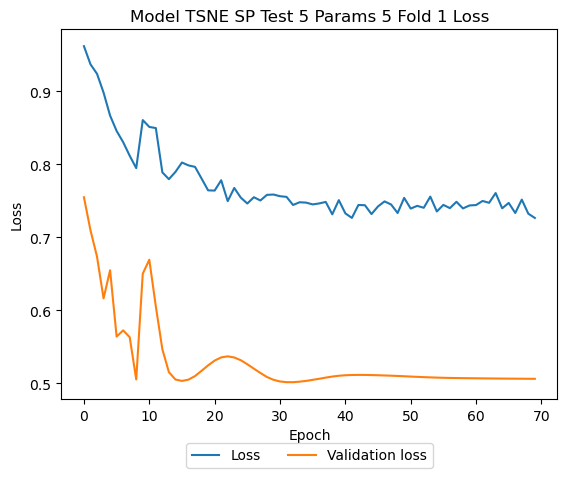 Model TSNE SP Test 5 Params 5 Fold 1 Loss
Loss
0.9
0.8
0.7
0.6
0.5
0 10 20 30 40 50 60 70
Epoch
Loss Validation loss